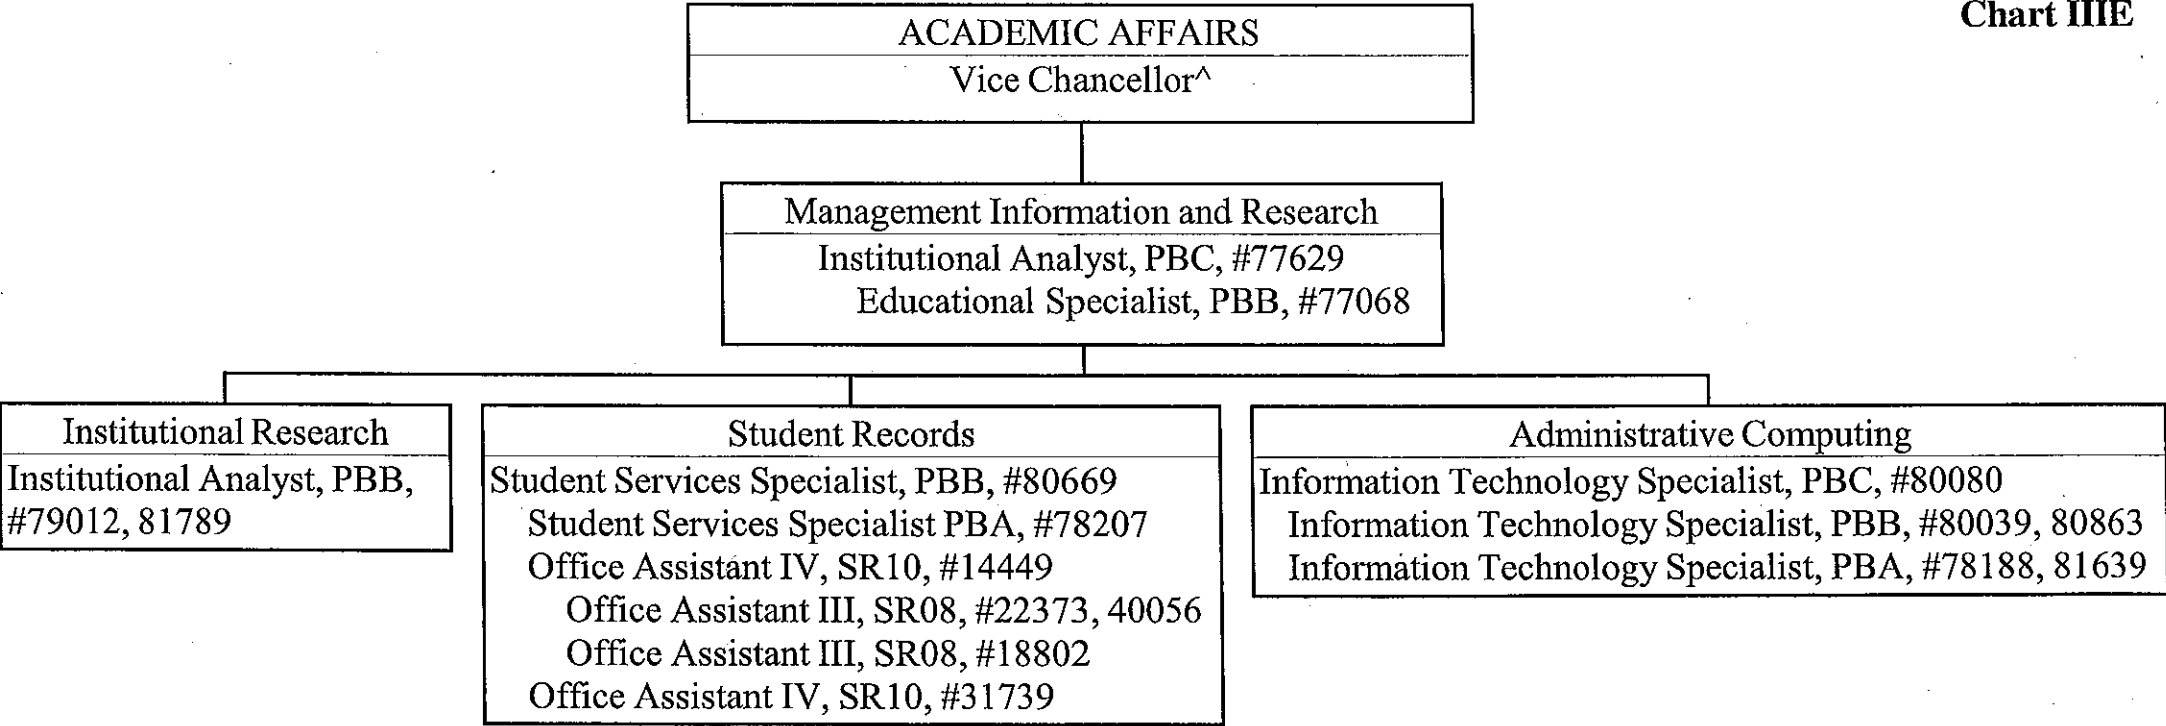 Chart IIIE
ACADEMIC AFFAIRS
Vice Chancellor^
Management Information and Research
Institutional Analyst, PBC, #77629
Educational Specialist, PBB, #77068
Institutional Research
Institutional Analyst, PBB,
#79012, 81789
Student Records
Student Services Specialist, PBB, #80669
Student Services Specialist PBA, #78207
Office Assistant IV, SR10, #14449
Office Assistant III, SR08, #22373, 40056
Office Assistant III, SR08, #18802
Office Assistant IV, SR10, #31739
Administrative Computing
Information Technology Specialist, PBC, #80080
Information Technology Specialist, PBB, #80039, 80863
Information Technology Specialist, PBA, #78188, 81639